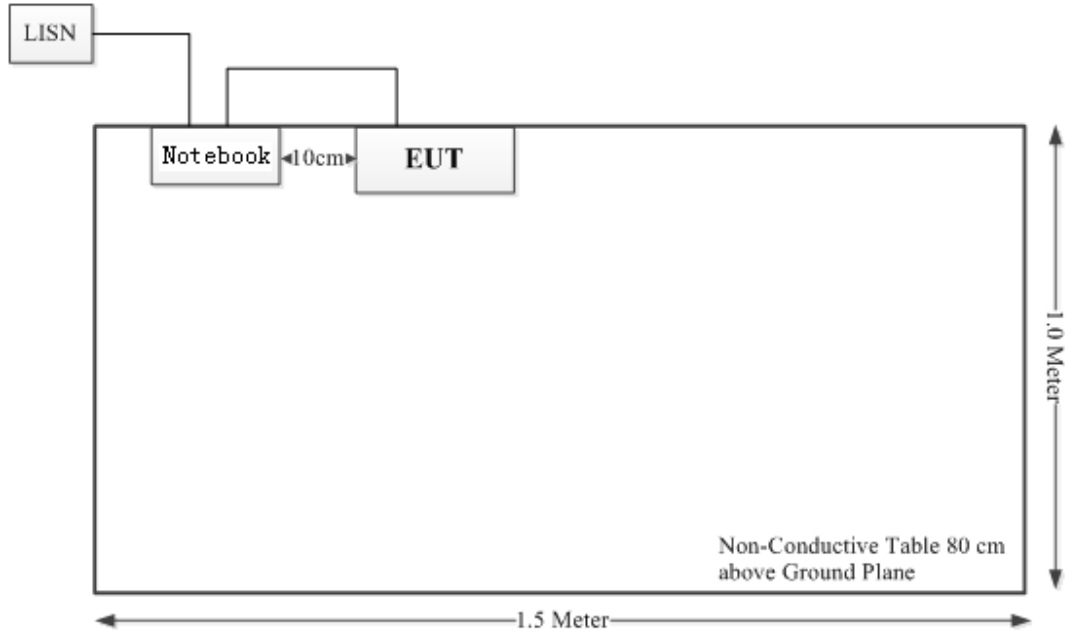 LISN
Notebook
10cm
EUT
1.0 Meter
Non-Conductive Table 80 cm
above Ground Plane
1.5 Meter